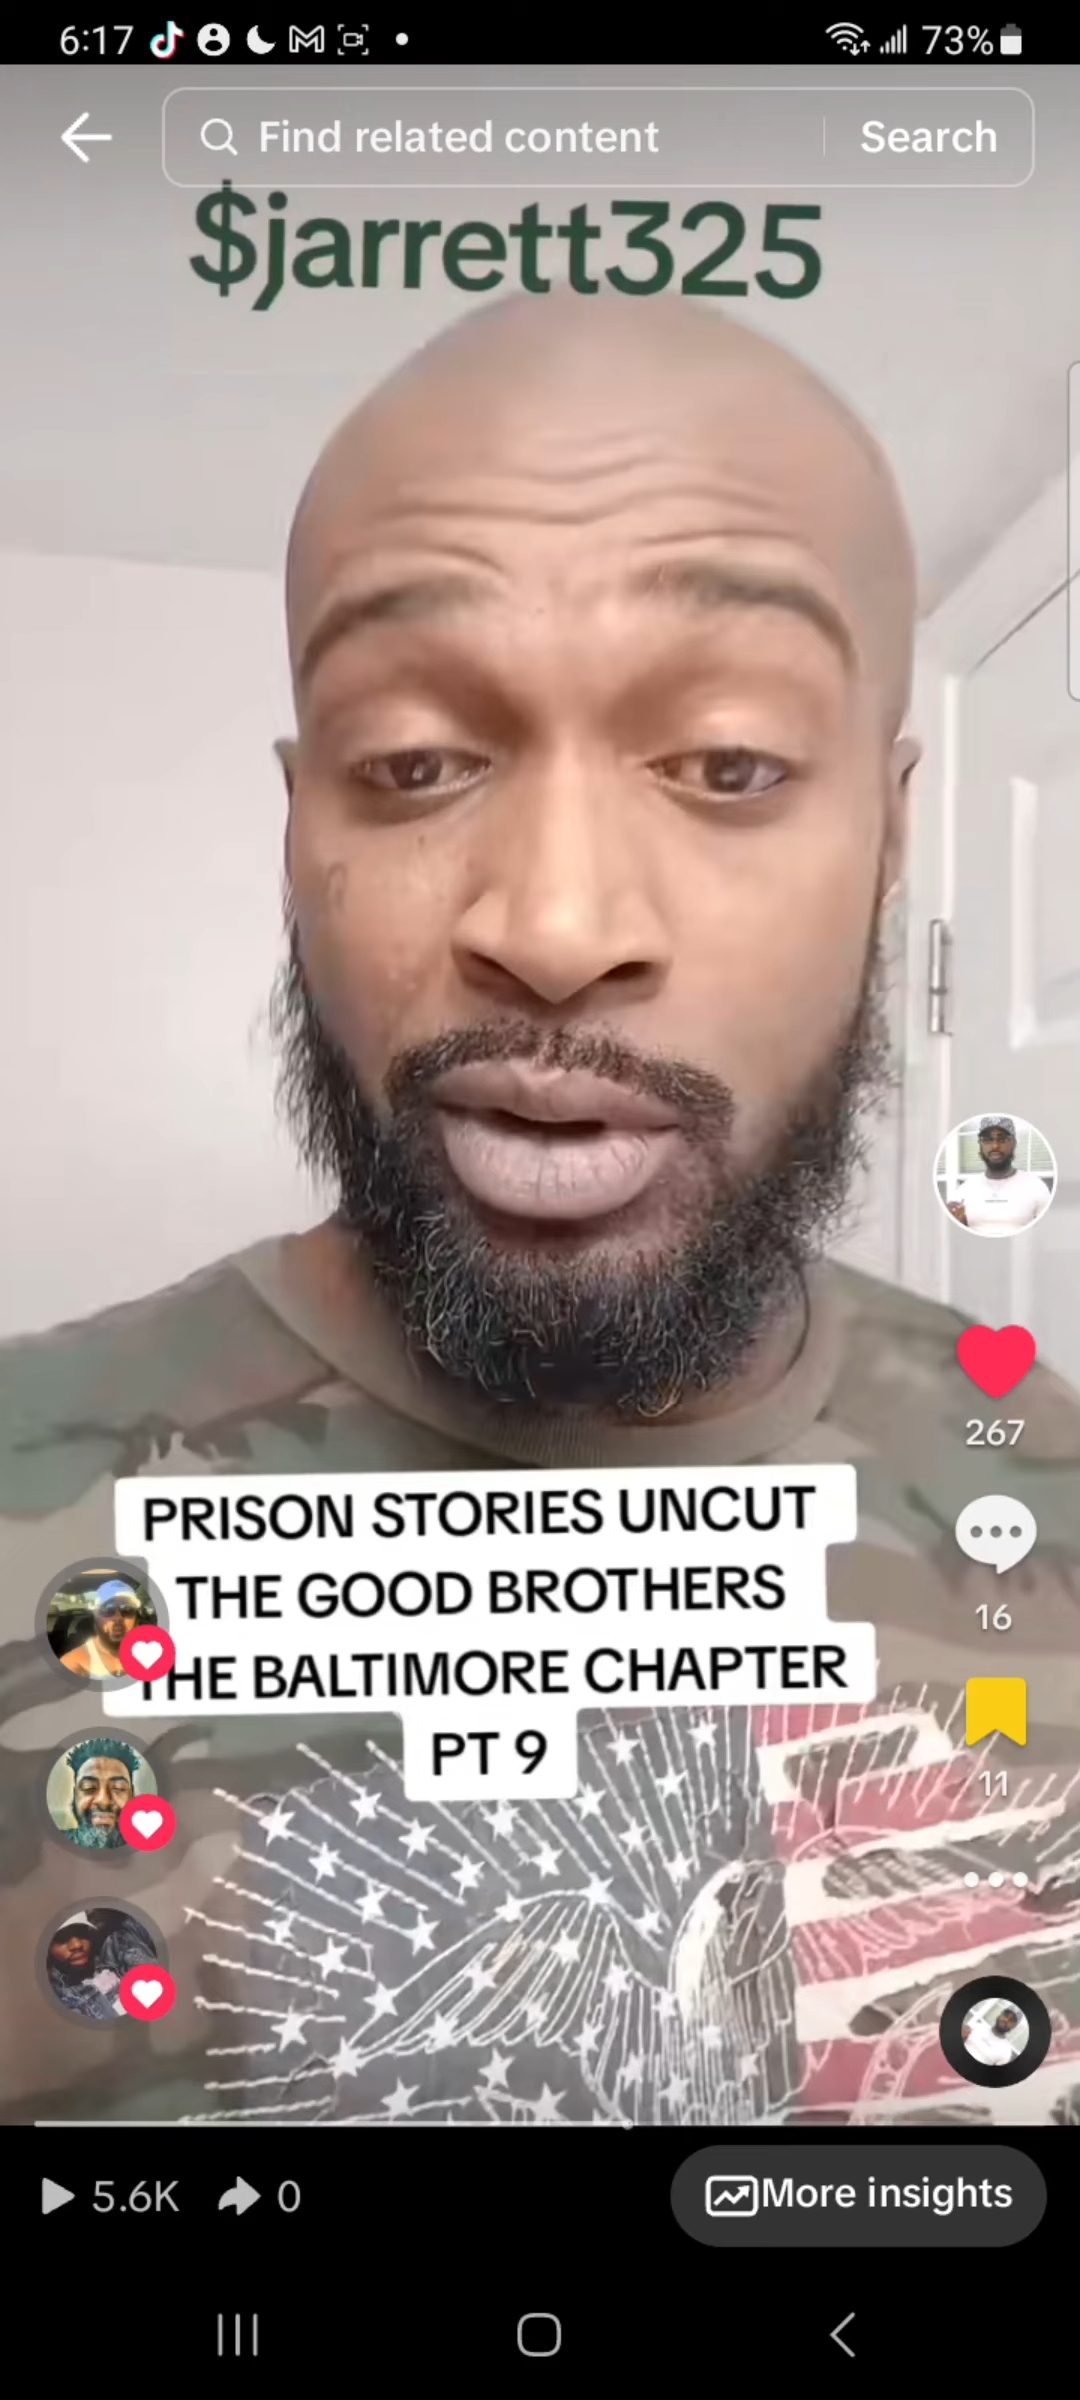 6:17
73%
Find related content
Search
$jarrett325
PRISON STORIES UNCUT
THE GOOD BROTHERS
THE BALTIMORE CHAPTER
PT 9
267
16
11
5.6K
0
More insights